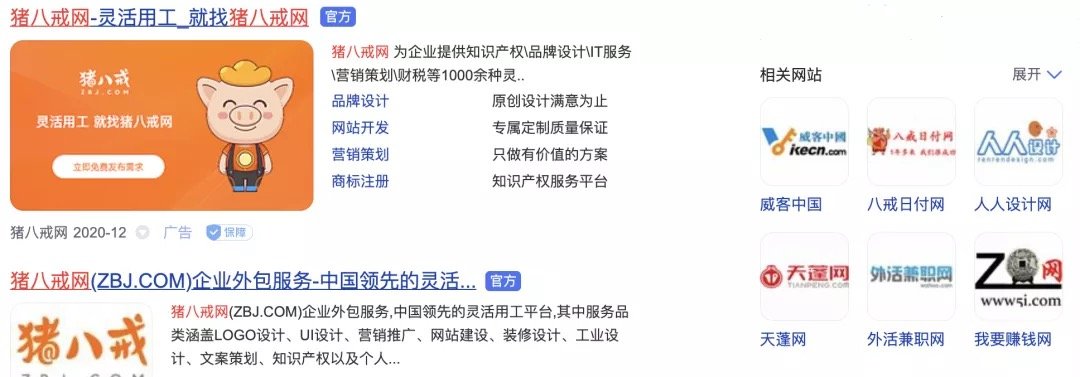 猪八戒网-灵活用工_就找猪八戒网 官方
猪八戒
ZBJ.COM
灵活用工 就找猪八戒网
立即免费发布需求
猪八戒网 为企业提供知识产权\品牌设计\IT服务
\营销策划\财税等1000余种灵..
品牌设计 原创设计满意为止
网站开发 专属定制质量保证
营销策划 只做有价值的方案
商标注册 知识产权服务平台
猪八戒网 2020-12 广告 保障
猪八戒网(ZBJ.COM)企业外包服务-中国领先的灵活... 官方
猪八戒
ZBJ.COM
猪八戒网(ZBJ.COM)企业外包服务,中国领先的灵活用工平台,其中服务品
类涵盖LOGO设计、UI设计、营销推广、网站建设、装修设计、工业设
计、文案策划、知识产权以及个人...
相关网站 展开
威客中國
ikecn.com
八戒日付网
人人设计
renrendesign.com
威客中国 八戒日付网 人人设计网
天蓬网
TIANPENG.COM
外活兼职网
Z网
www5i.com
天蓬网 外活兼职网 我要赚钱网